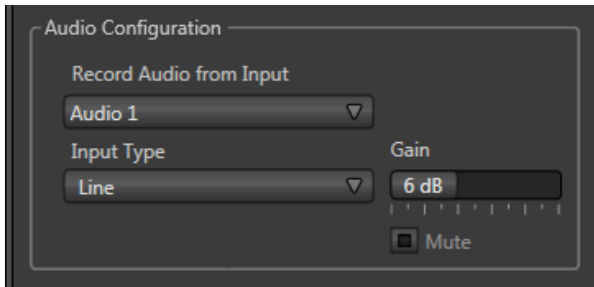 Audio Configuration
Record Audio from Input
Audio 1
Input Type
Gain
Line
6 dB
Mute